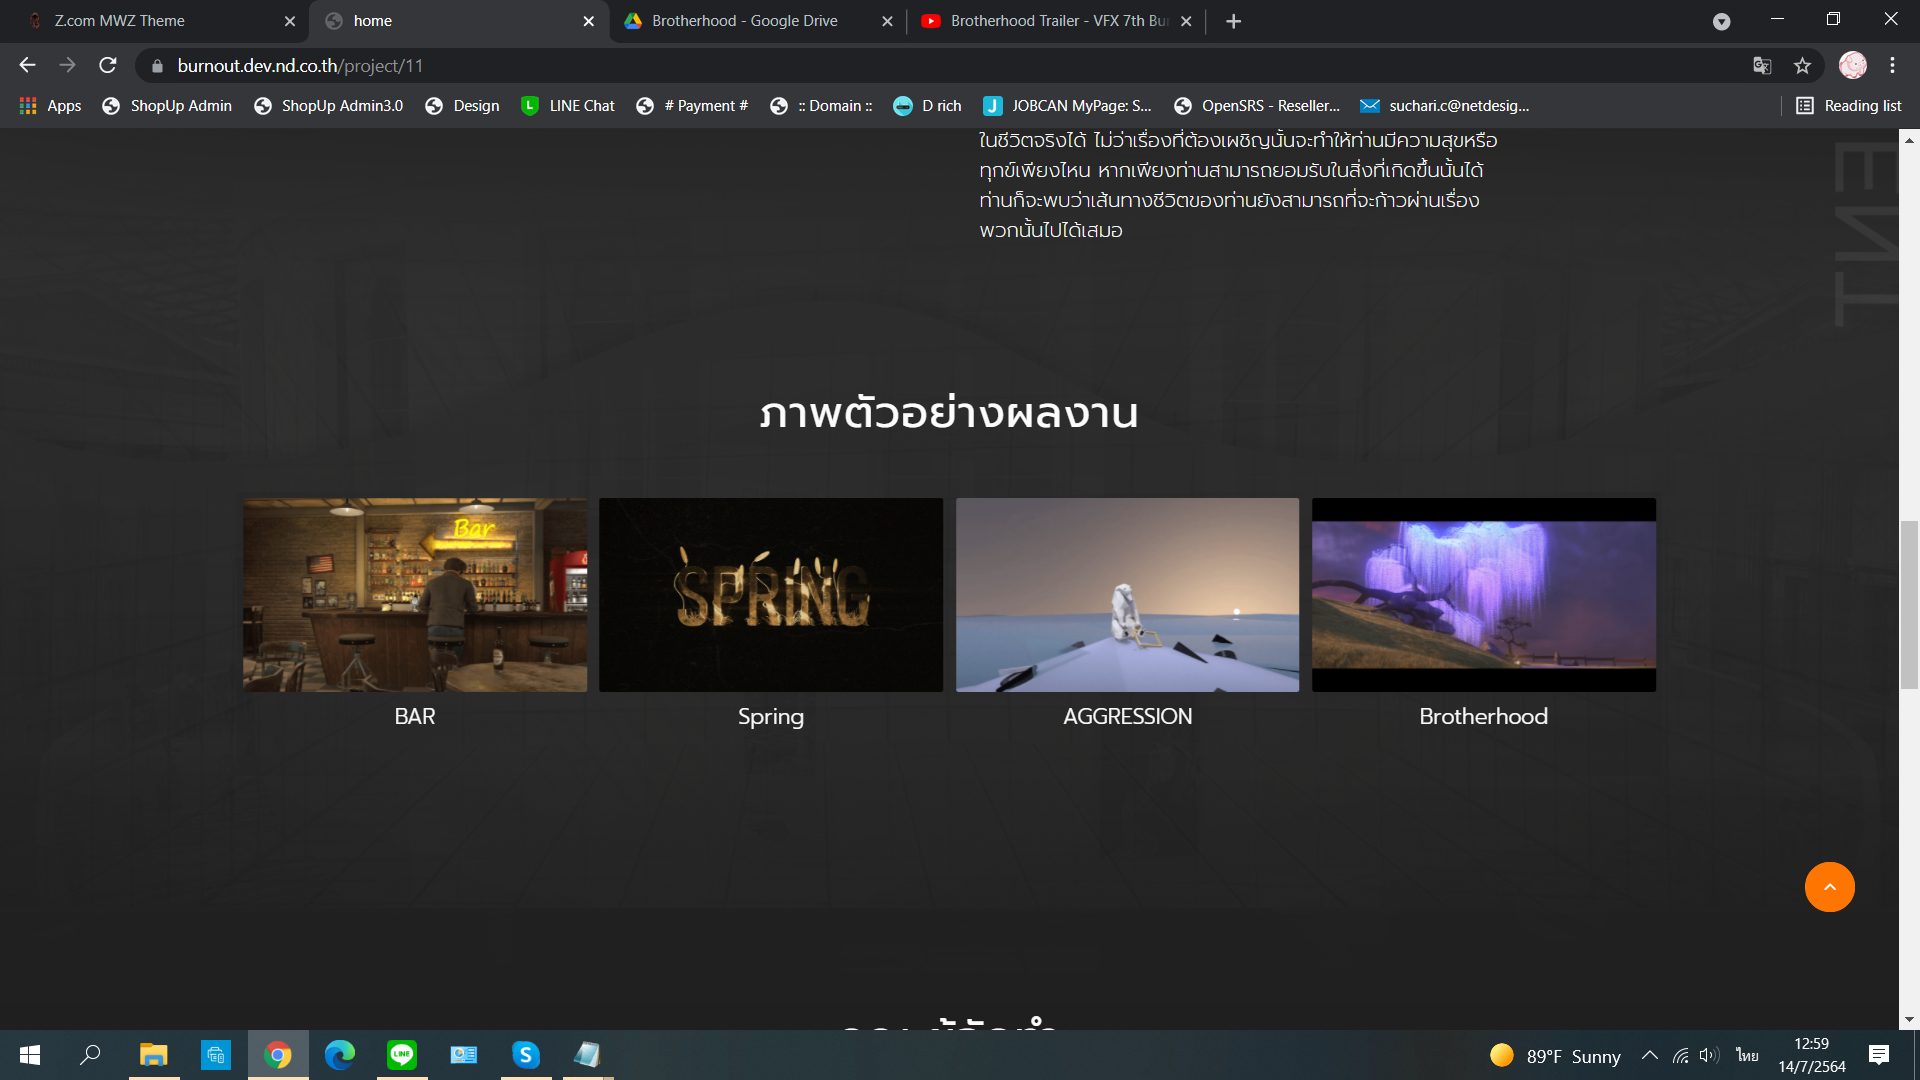 Z.com MWZ Theme
home
Brotherhood - Google Drive
Brotherhood Trailer - VFX 7th Bu
burnout.dev.nd.co.th/project/11
Apps
ShopUp Admin
ShopUp Admin3.0
Design
LINE Chat
# Payment #
:: Domain ::
D rich
JOBCAN MyPage: S...
OpenSRS - Reseller...
suchari.c@netdesig...
Reading list
ในชีวิตจริงได้ ไม่ว่าเรื่องที่ต้องเผชิญนั้นจะทำให้ท่านมีความสุขหรือ
ทุกข์เพียงไหน หากเพียงท่านสามารถยอมรับในสิ่งที่เกิดขึ้นนั้นได้
ท่านก็จะพบว่าเส้นทางชีวิตของท่านยังสามารถที่จะก้าวผ่านเรื่อง
พวกนั้นไปได้เสมอ
ENT
ภาพตัวอย่างผลงาน
Bar
SPRING
BAR
Spring
AGGRESSION
Brotherhood
89°F Sunny
ไทย
12:59
14/7/2564